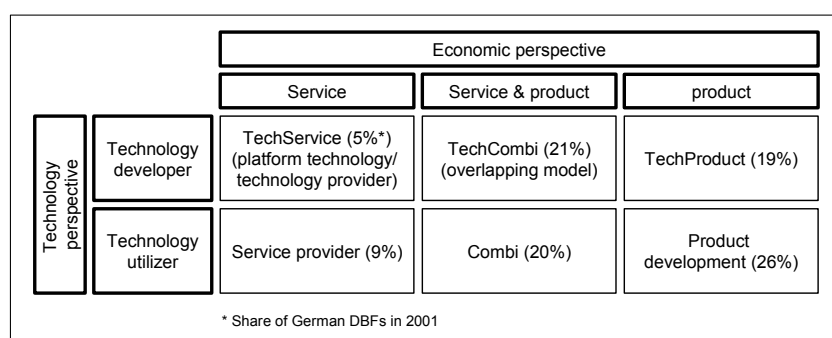 Economic perspective
Service
Service & product
product
Technology
perspective
Technology
developer
TechService (5%*)
(platform technology/
technology provider)
TechCombi (21%)
(overlapping model)
TechProduct (19%)
Technology
utilizer
Service provider (9%)
Combi (20%)
Product
development (26%)
* Share of German DBFs in 2001